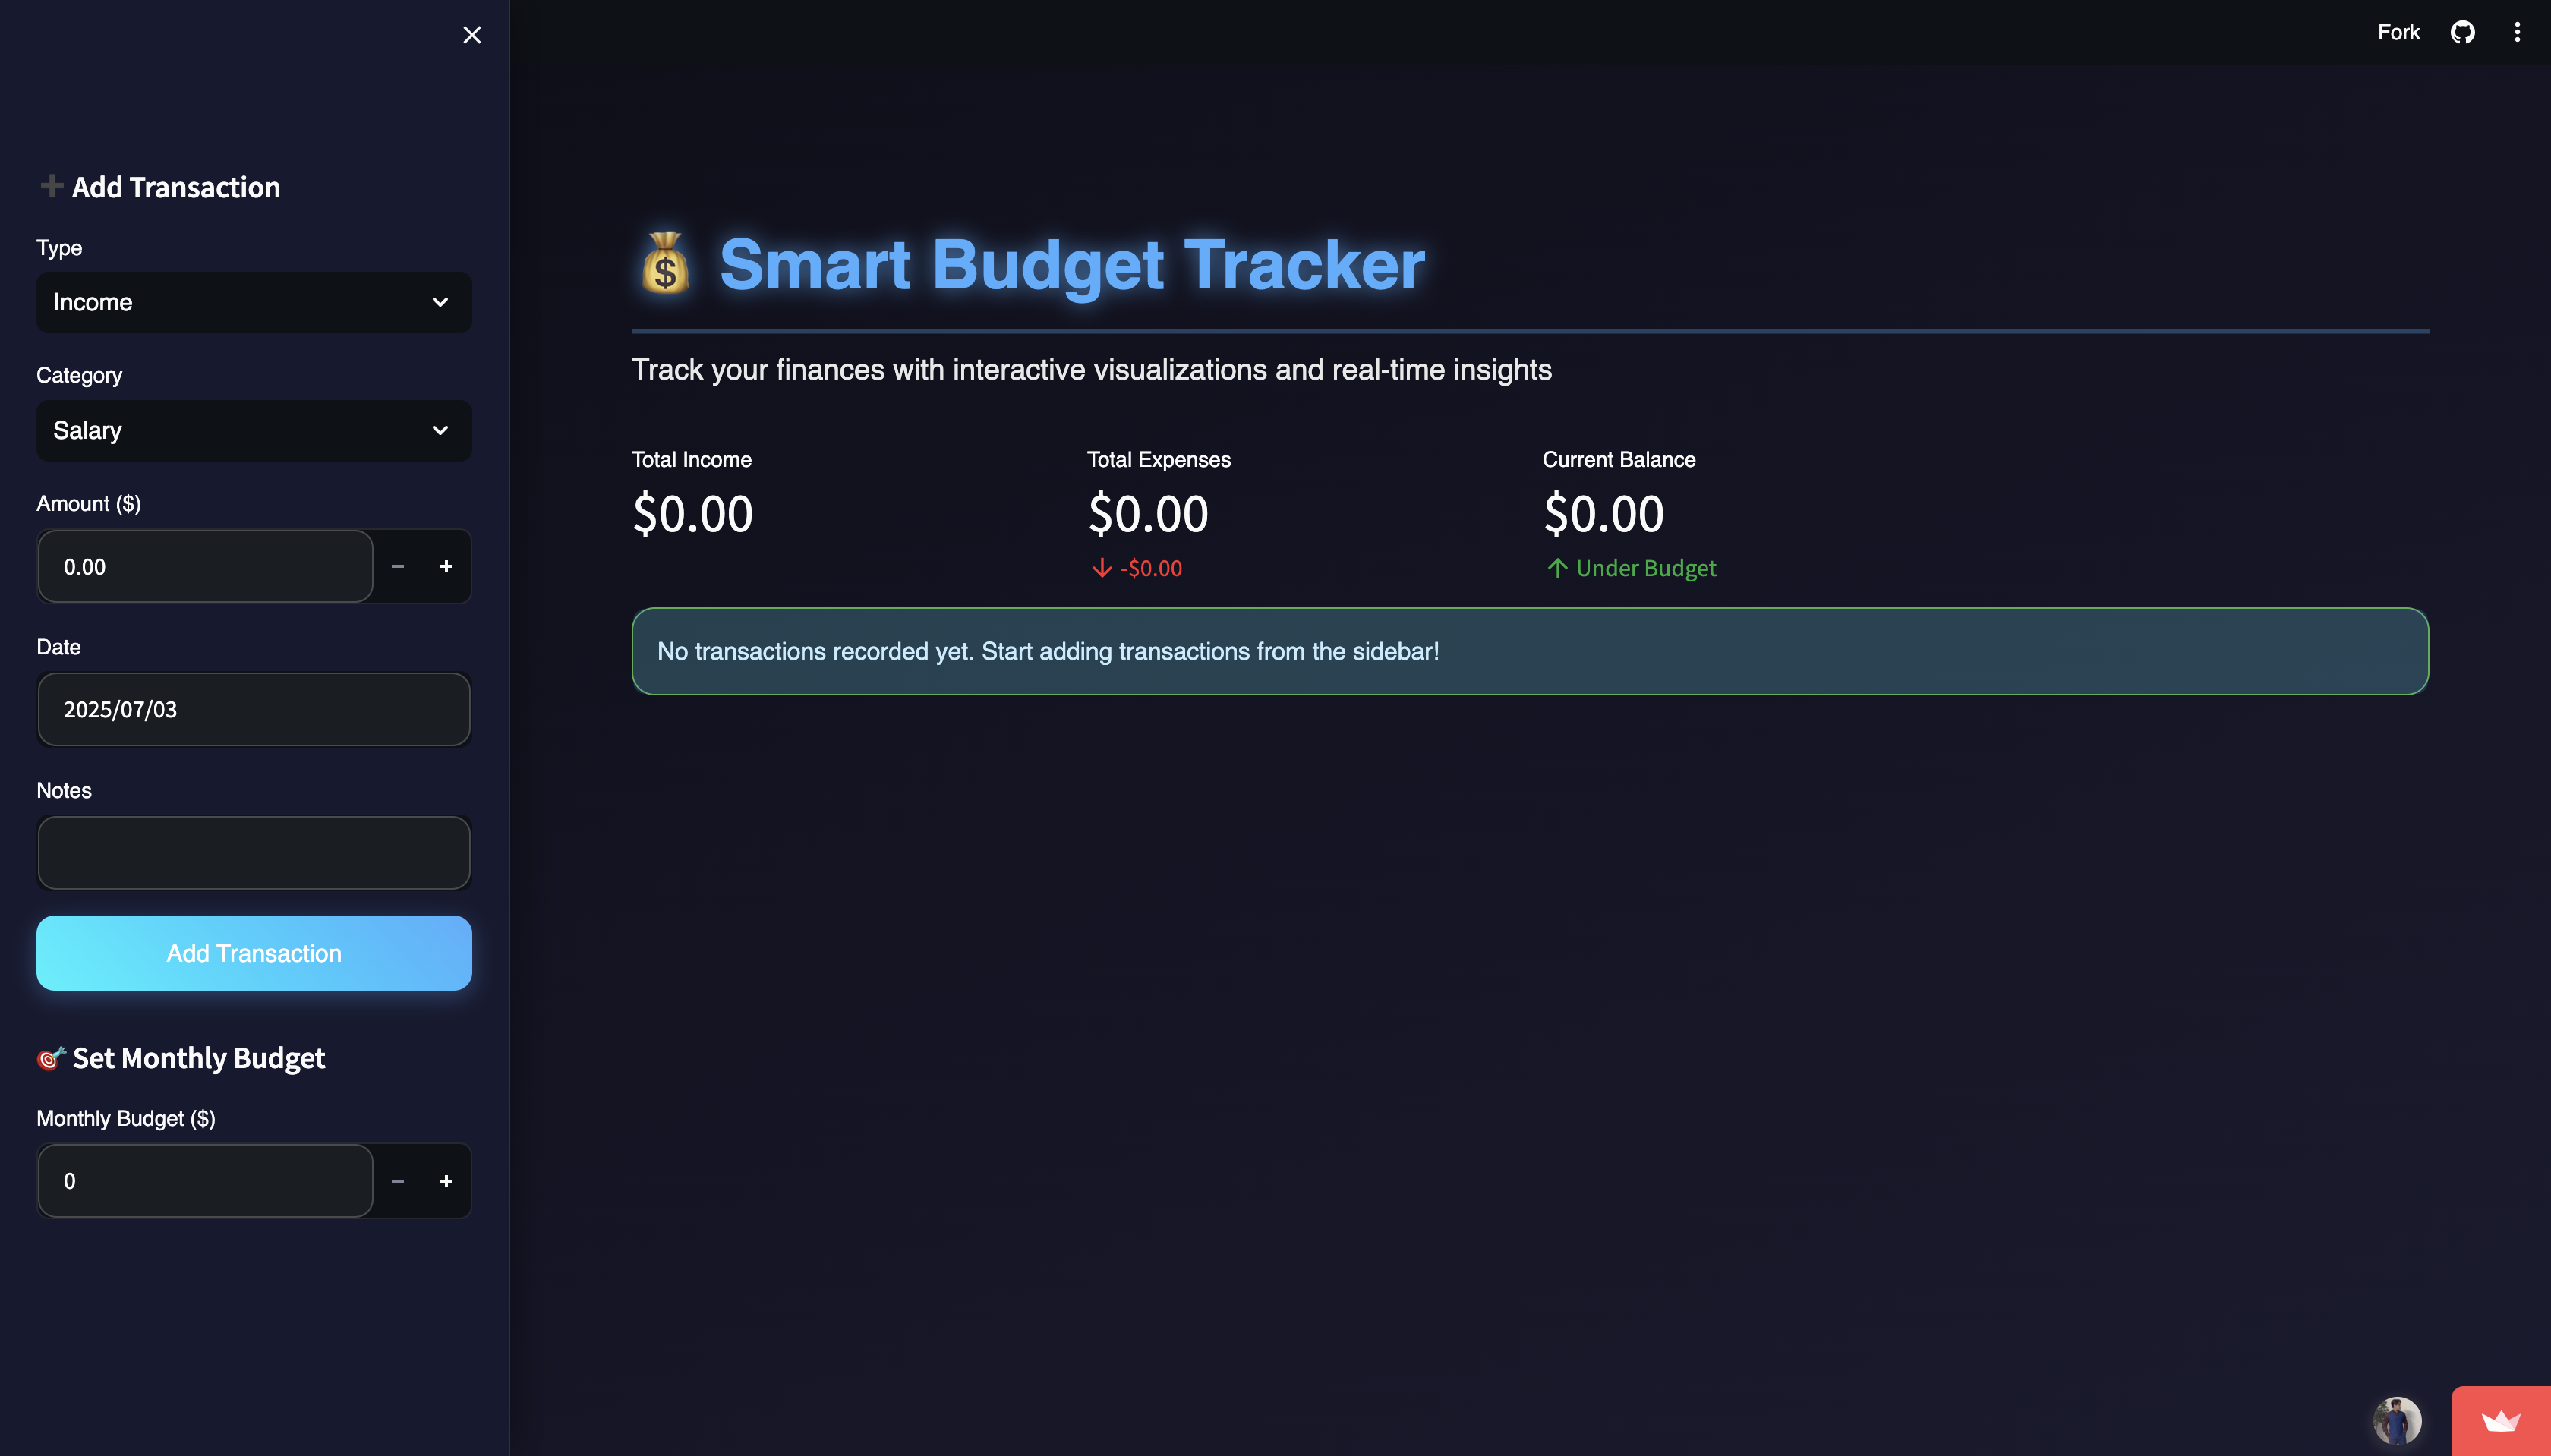 Fork
Add Transaction
Type
Income
Category
Salary
Amount ($)
0.00
Date
2025/07/03
Notes
Add Transaction
Set Monthly Budget
Monthly Budget ($)
0
Smart Budget Tracker
Track your finances with interactive visualizations and real-time insights
Total Income
$0.00
Total Expenses
$0.00
-$0.00
Current Balance
$0.00
Under Budget
No transactions recorded yet. Start adding transactions from the sidebar!